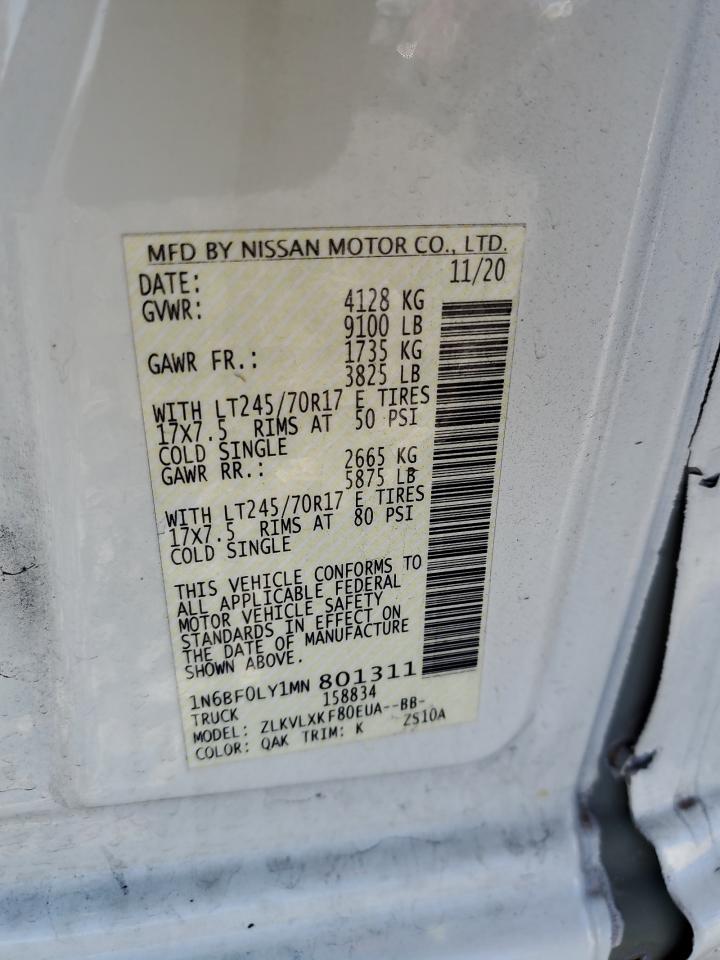 MFD BY NISSAN MOTOR CO., LTD.
DATE: 11/20
GVWR: 4128 KG
9100 LB
GAWR FR.: 1735 KG
3825 LB
WITH LT245/70R17 E TIRES
17X7.5 RIMS AT 50 PSI
COLD SINGLE
GAWR RR.: 2665 KG
5875 LB
WITH LT245/70R17 E TIRES
17X7.5 RIMS AT 80 PSI
COLD SINGLE
THIS VEHICLE CONFORMS TO
ALL APPLICABLE FEDERAL
MOTOR VEHICLE SAFETY
STANDARDS IN EFFECT ON
THE DATE OF MANUFACTURE
SHOWN ABOVE.
1N6BF0LY1MN 801311
TRUCK 158834
MODEL: ZLKVLXKF80EUA--BB-
COLOR: QAK TRIM: K ZS10A